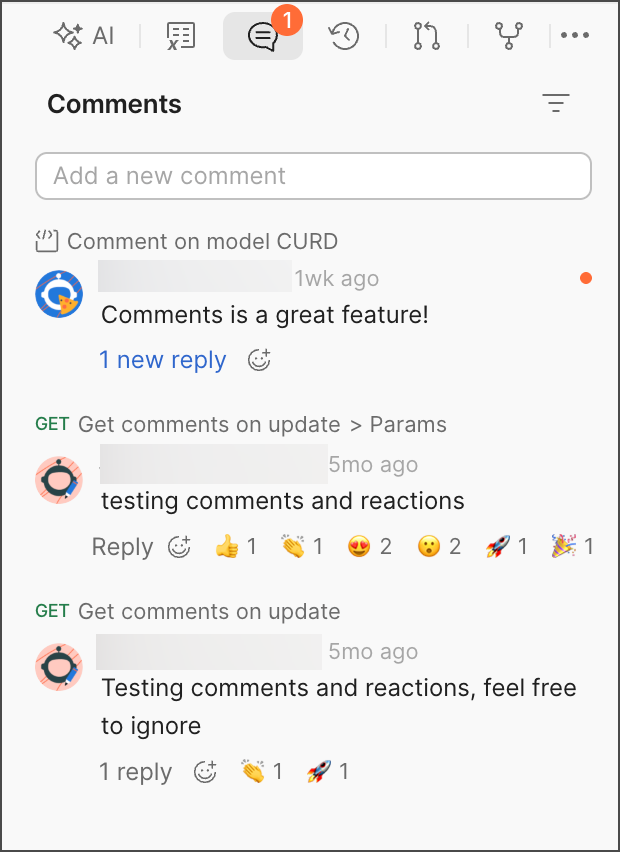 AI
1
Comments
Add a new comment
Comment on model CURD
1wk ago
Comments is a great feature!
1 new reply
GET Get comments on update > Params
5mo ago
testing comments and reactions
Reply 👍 1 👏 1 😍 2 😮 2 🚀 1 🎉 1
GET Get comments on update
5mo ago
Testing comments and reactions, feel free
to ignore
1 reply 👏 1 🚀 1